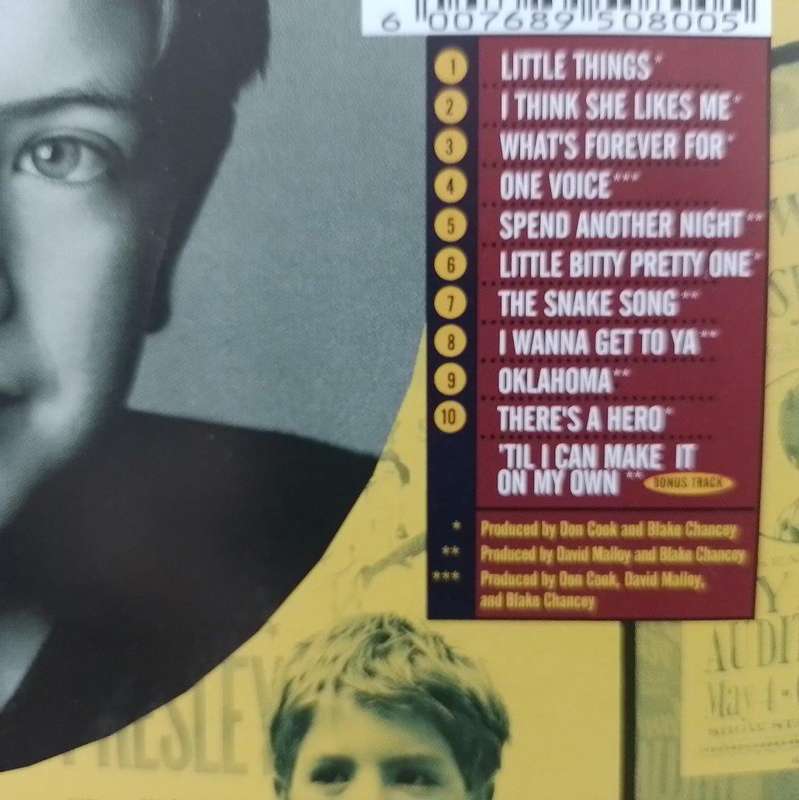 6 007689 508005
1 LITTLE THINGS*
2 I THINK SHE LIKES ME*
3 WHAT'S FOREVER FOR*
4 ONE VOICE***
5 SPEND ANOTHER NIGHT**
6 LITTLE BITTY PRETTY ONE*
7 THE SNAKE SONG**
8 I WANNA GET TO YA**
9 OKLAHOMA**
10 THERE'S A HERO*
'TIL I CAN MAKE IT
ON MY OWN** BONUS TRACK
* Produced by Don Cook and Blake Chancey
** Produced by David Malloy and Blake Chancey
*** Produced by Don Cook, David Malloy,
and Blake Chancey
PRESLEY
May 4